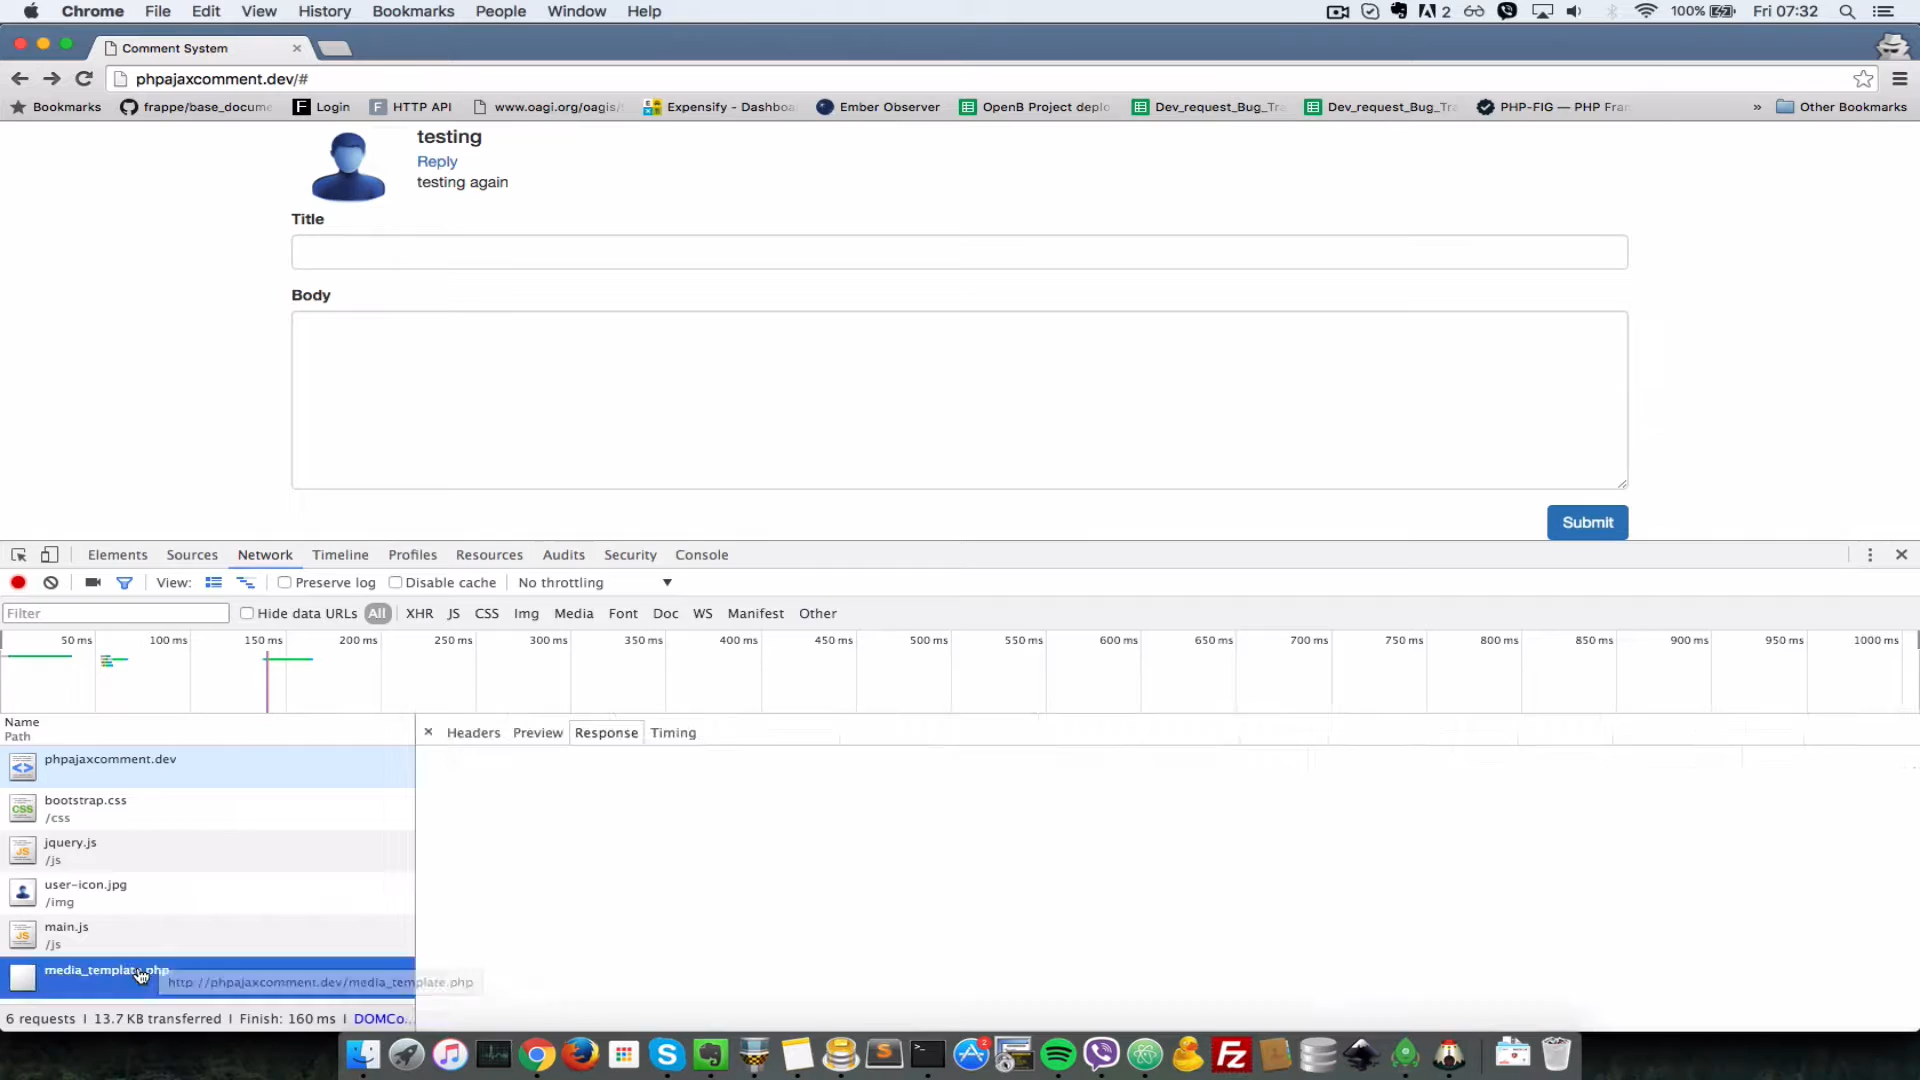 Chrome File Edit View History Bookmarks People Window Help 2 100% Fri 07:32
Comment System
phpajaxcomment.dev/#
Bookmarks frappe/base_docume Login HTTP API www.oagi.org/oagis/ Expensify - Dashboa Ember Observer OpenB Project deplo Dev_request_Bug_Tra Dev_request_Bug_Tra PHP-FIG — PHP Fra » Other Bookmarks
testing
Reply
testing again
Title
Body
Submit
Elements Sources Network Timeline Profiles Resources Audits Security Console
View: Preserve log Disable cache No throttling
Filter Hide data URLs All XHR JS CSS Img Media Font Doc WS Manifest Other
50 ms 100 ms 150 ms 200 ms 250 ms 300 ms 350 ms 400 ms 450 ms 500 ms 550 ms 600 ms 650 ms 700 ms 750 ms 800 ms 850 ms 900 ms 950 ms 1000 ms
Name
Path
Headers Preview Response Timing
phpajaxcomment.dev
bootstrap.css
/css
jquery.js
/js
user-icon.jpg
/img
main.js
/js
media_template.php
http://phpajaxcomment.dev/media_template.php
6 requests | 13.7 KB transferred | Finish: 160 ms | DOMCo...